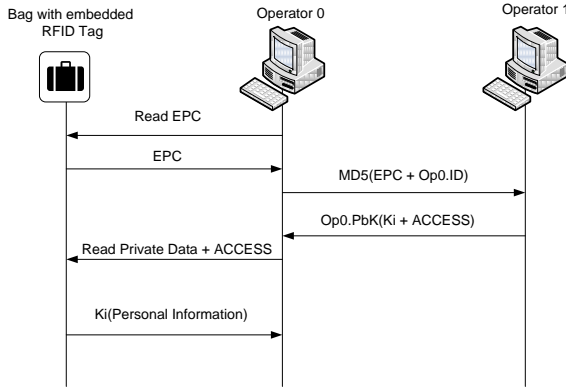 Bag with embedded
RFID Tag
Operator 0
Operator 1
Read EPC
EPC
MD5(EPC + Op0.ID)
Op0.PbK(Ki + ACCESS)
Read Private Data + ACCESS
Ki(Personal Information)